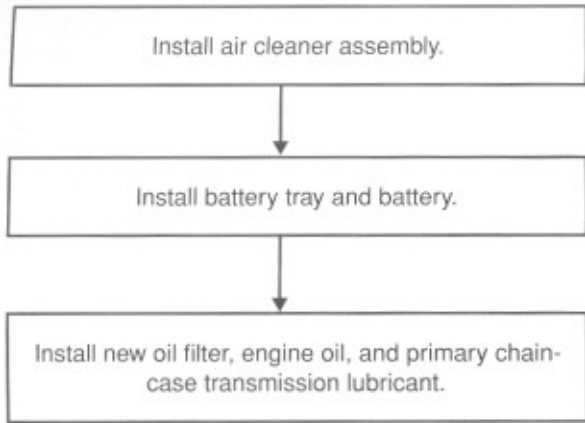 Install air cleaner assembly.
Install battery tray and battery.
Install new oil filter, engine oil, and primary chain-
case transmission lubricant.